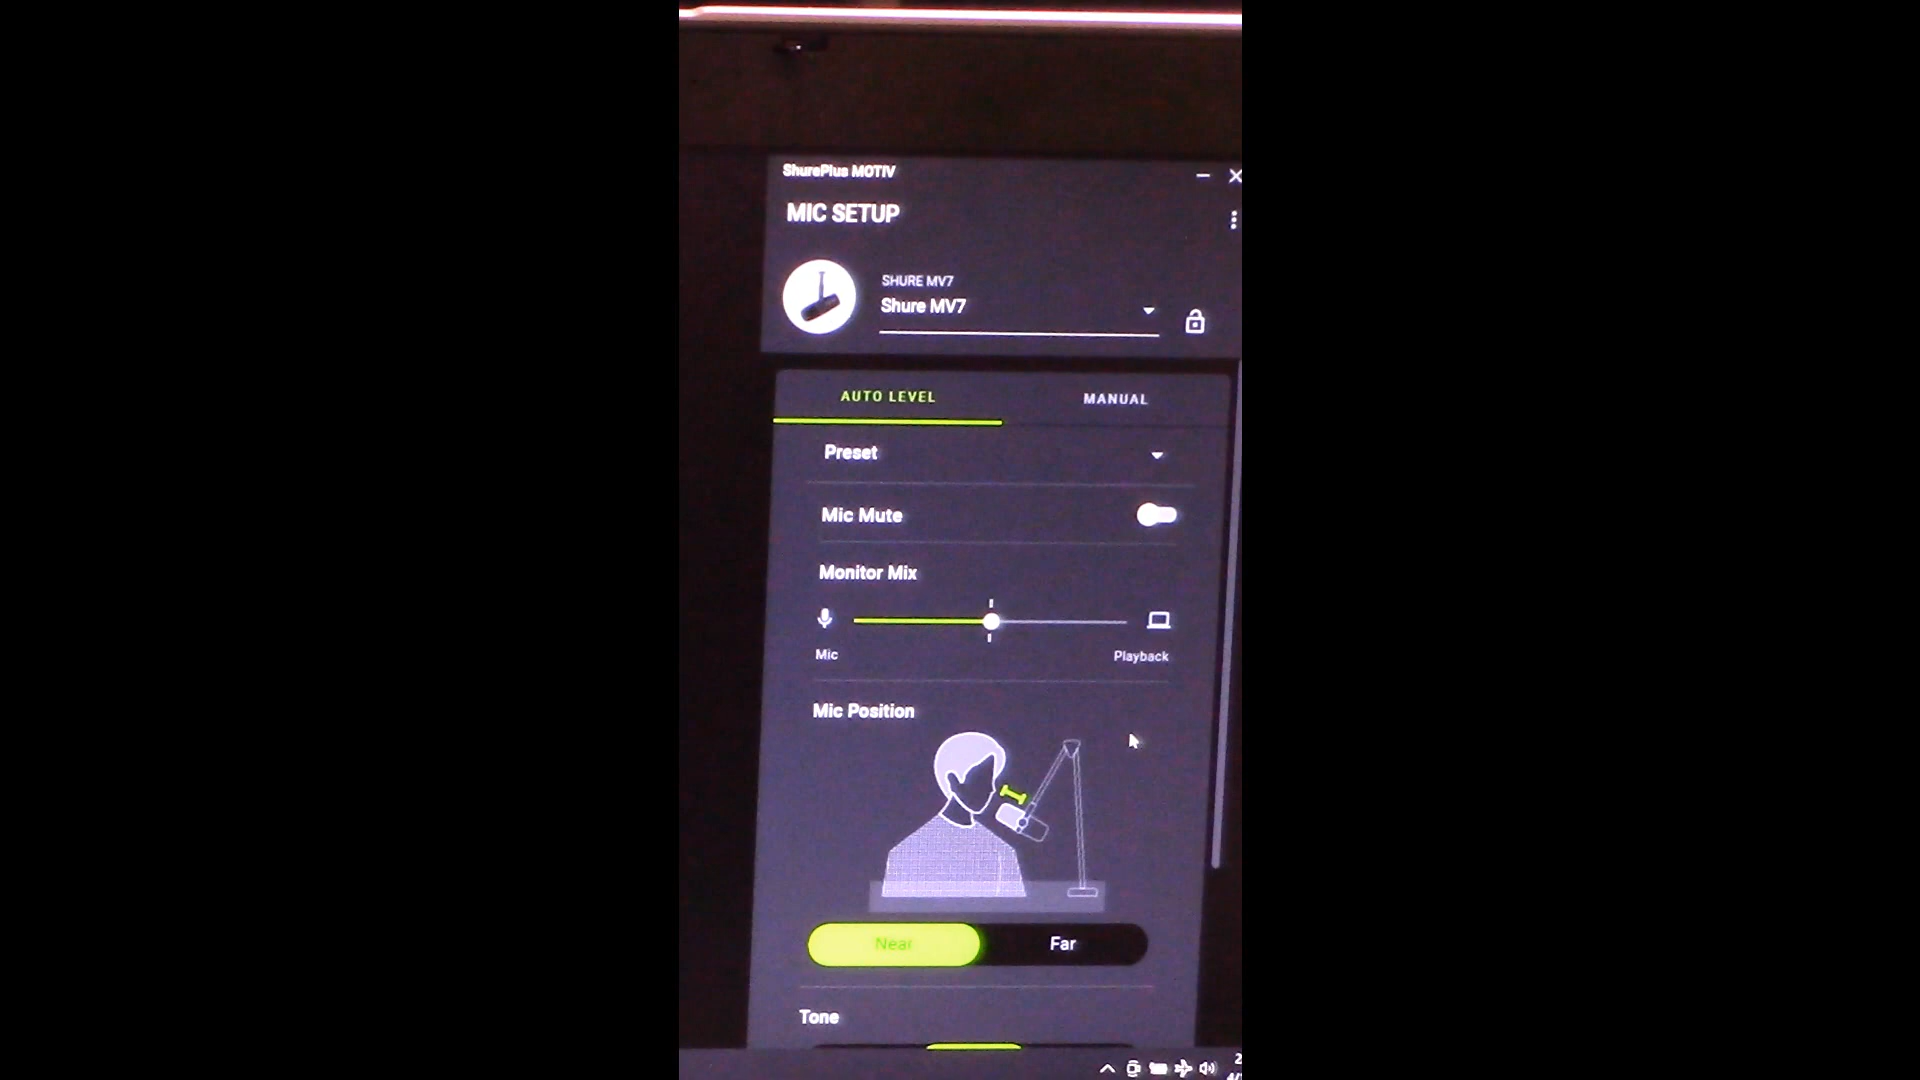 ShurePlus MOTIV
MIC SETUP
SHURE MV7
Shure MV7
AUTO LEVEL MANUAL
Preset
Mic Mute
Monitor Mix
Mic Playback
Mic Position
Near Far
Tone